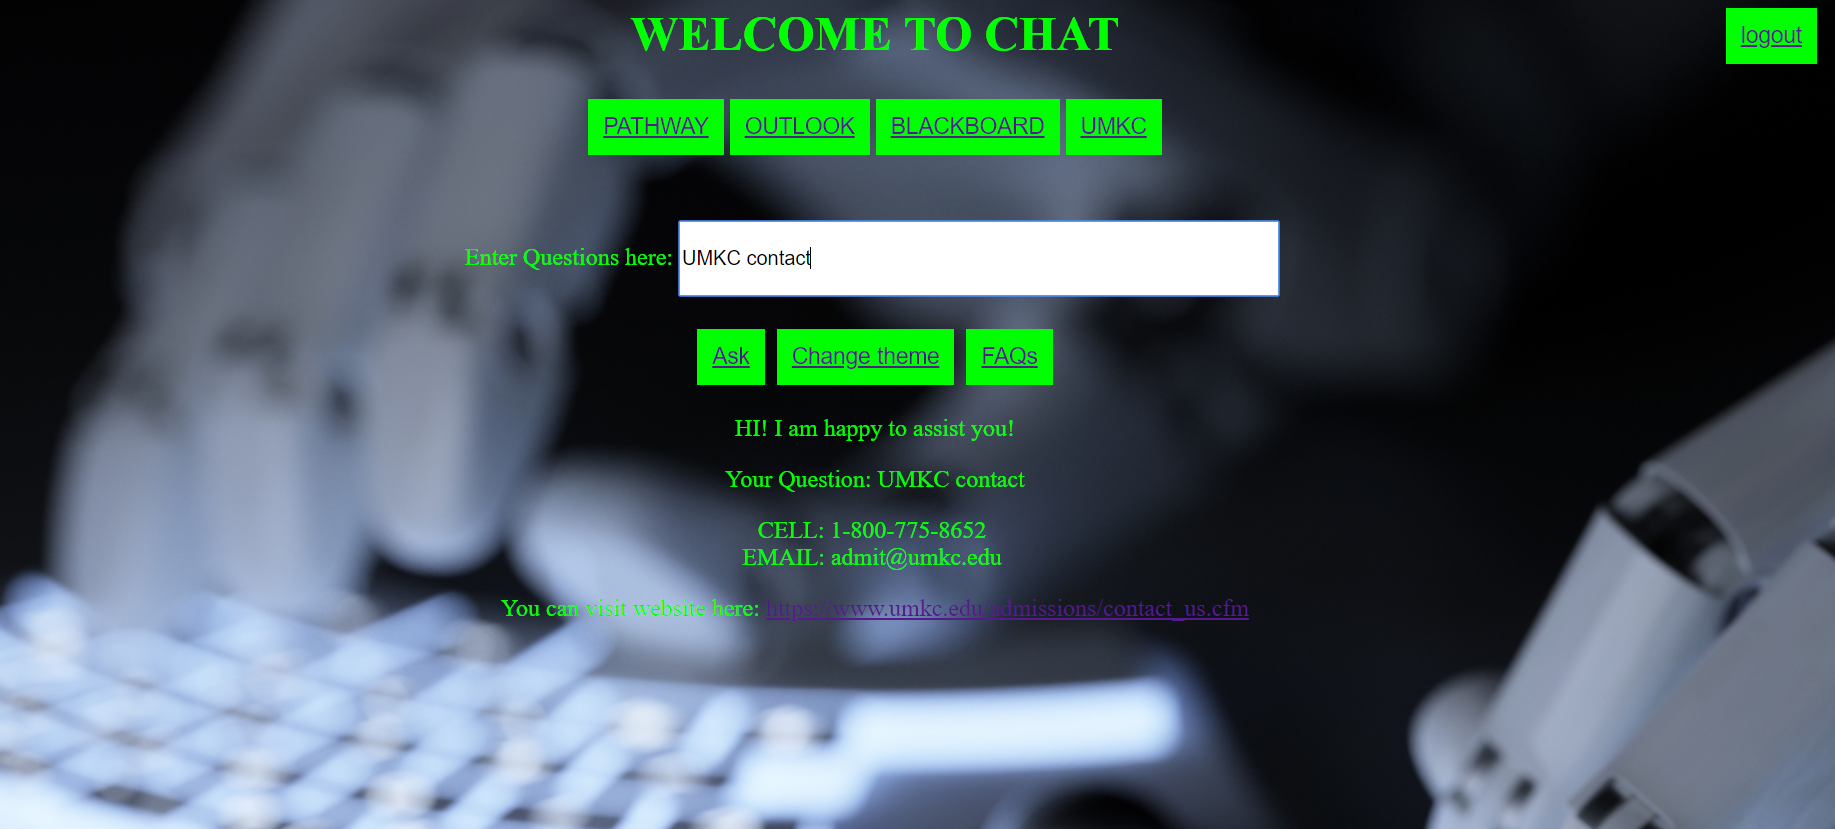 WELCOME TO CHAT
logout
PATHWAY OUTLOOK BLACKBOARD UMKC
Enter Questions here: UMKC contact
Ask Change theme FAQs
HI! I am happy to assist you!
Your Question: UMKC contact
CELL: 1-800-775-8652
EMAIL: admit@umkc.edu
You can visit website here: https://www.umkc.edu/admissions/contact_us.cfm